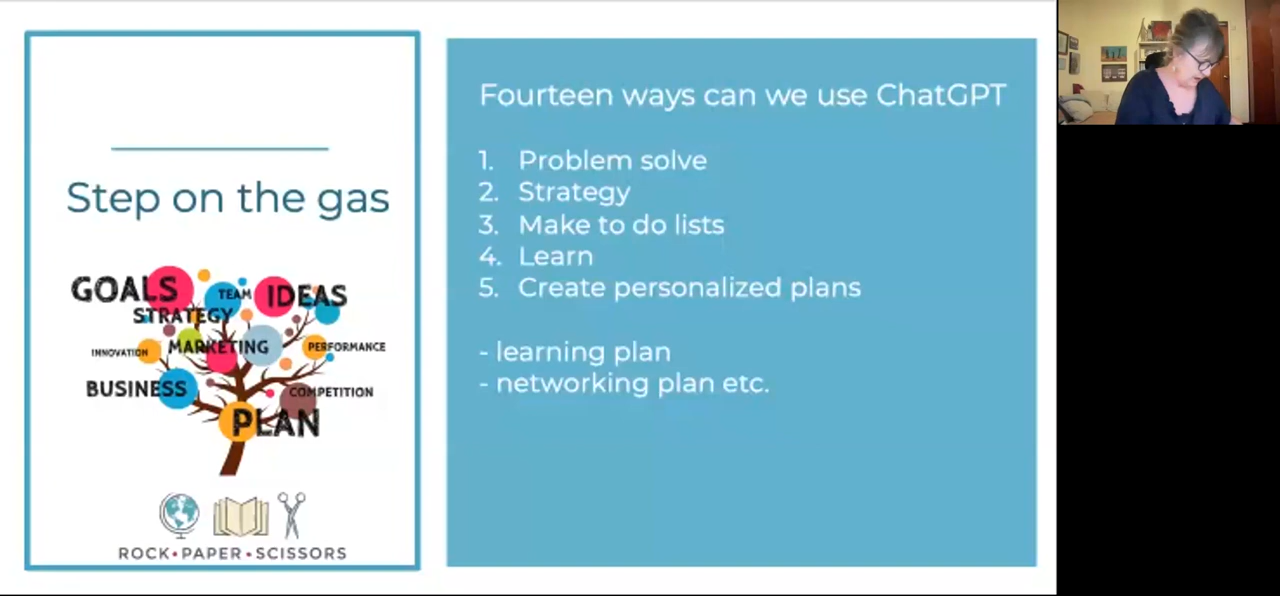 Step on the gas
GOALS
TEAM
IDEAS
STRATEGY
INNOVATION
MARKETING
PERFORMANCE
BUSINESS
COMPETITION
PLAN
ROCK•PAPER•SCISSORS
Fourteen ways can we use ChatGPT
1. Problem solve
2. Strategy
3. Make to do lists
4. Learn
5. Create personalized plans
- learning plan
- networking plan etc.